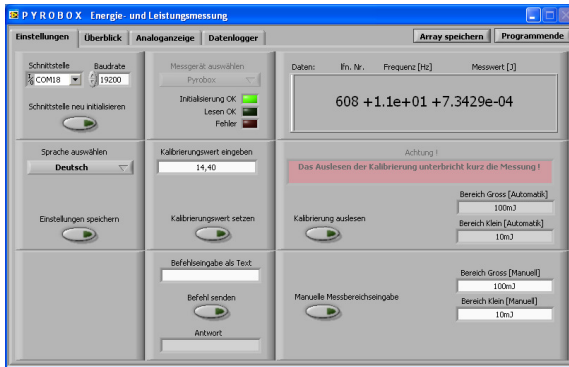 PYROBOX Energie- und Leistungsmessung
Einstellungen Überblick Analoganzeige Datenlogger Array speichern Programmende
Schnittstelle Baudrate
COM18 19200
Schnittstelle neu initialisieren
Messgerät auswählen
Pyrobox
Initialisierung OK
Lesen OK
Fehler
Daten: lfn. Nr. Frequenz [Hz] Messwert [J]
608 +1.1e+01 +7.3429e-04
Sprache auswählen
Deutsch
Einstellungen speichern
Kalibrierungswert eingeben
14,40
Kalibrierungswert setzen
Achtung !
Das Auslesen der Kalibrierung unterbricht kurz die Messung !
Kalibrierung auslesen
Bereich Gross [Automatik]
100mJ
Bereich Klein [Automatik]
10mJ
Befehlseingabe als Text
Befehl senden
Antwort
Manuelle Messbereichseingabe
Bereich Gross [Manuell]
100mJ
Bereich Klein [Manuell]
10mJ